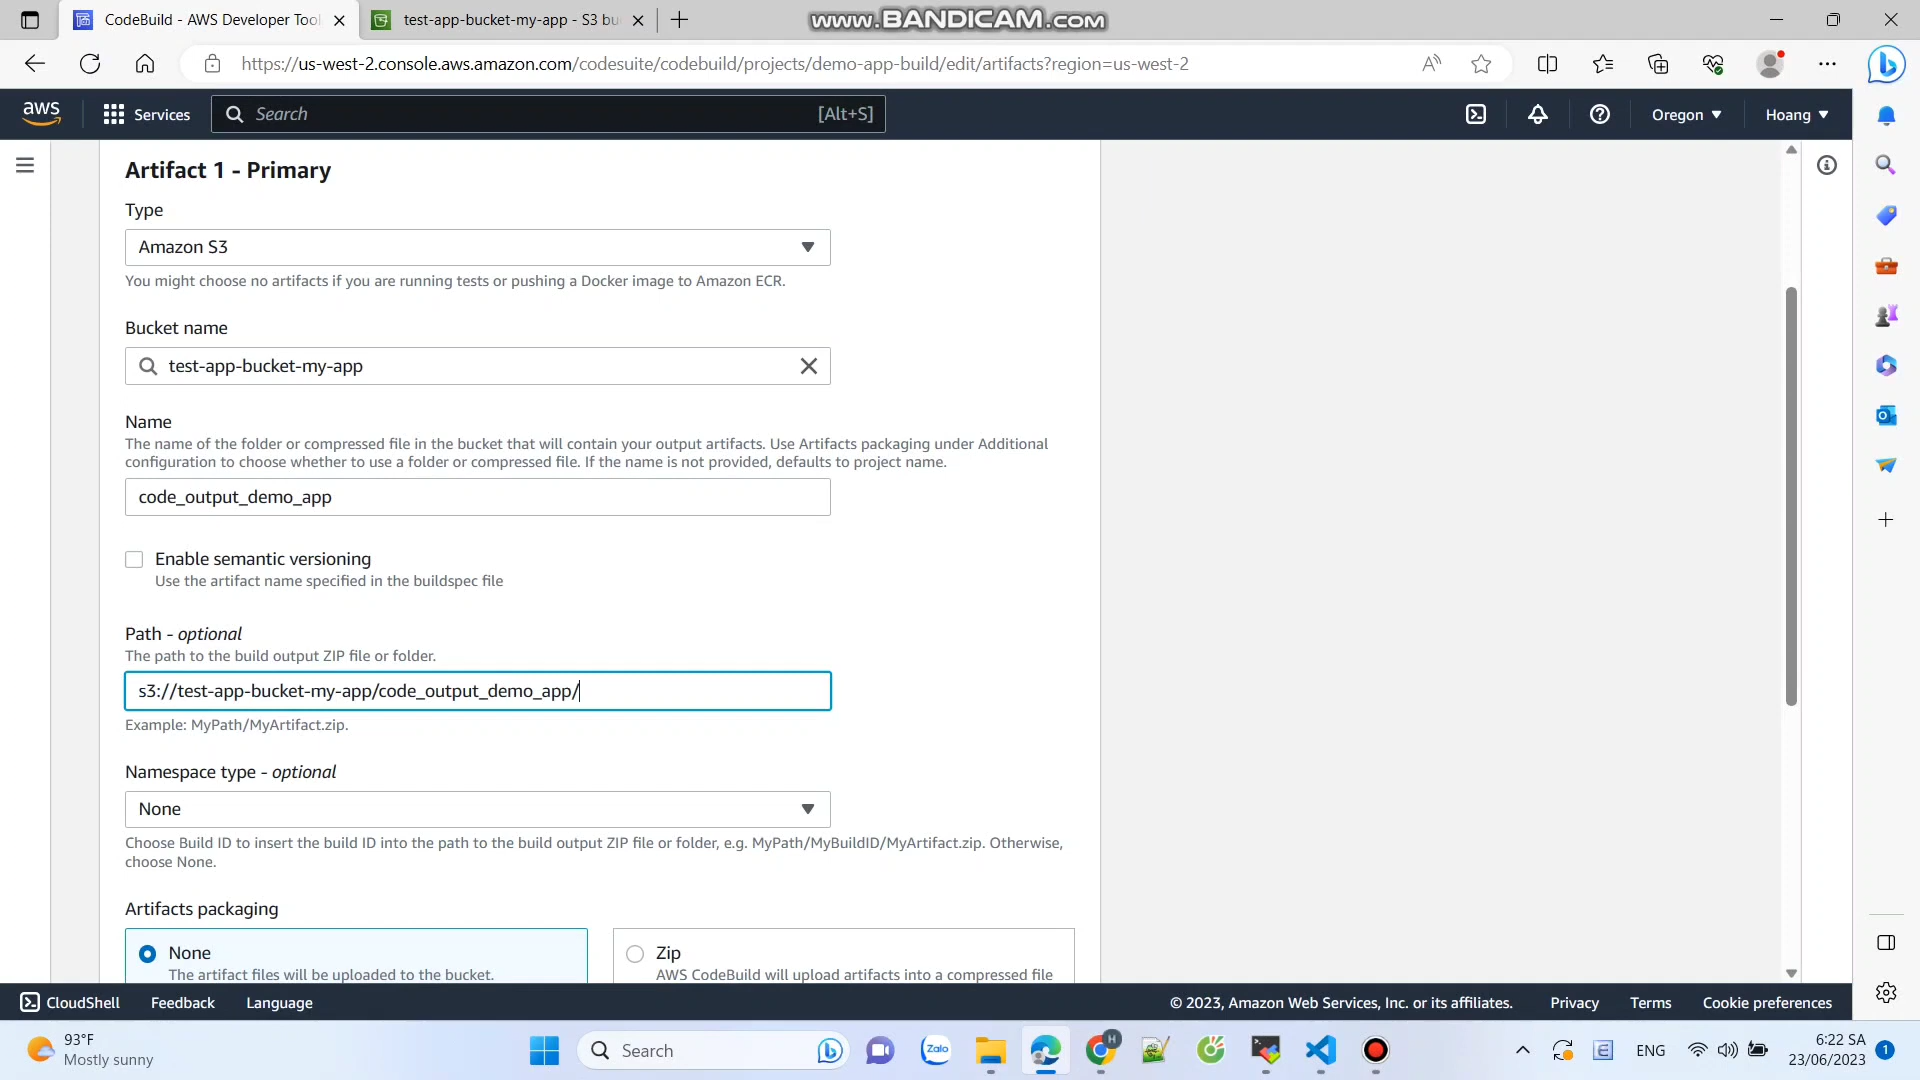 CodeBuild - AWS Developer Tool
test-app-bucket-my-app - S3 bu
www.BANDICAM.com
https://us-west-2.console.aws.amazon.com/codesuite/codebuild/projects/demo-app-build/edit/artifacts?region=us-west-2
aws
Services
Search
[Alt+S]
Oregon
Hoang
Artifact 1 - Primary
Type
Amazon S3
You might choose no artifacts if you are running tests or pushing a Docker image to Amazon ECR.
Bucket name
test-app-bucket-my-app
Name
The name of the folder or compressed file in the bucket that will contain your output artifacts. Use Artifacts packaging under Additional
configuration to choose whether to use a folder or compressed file. If the name is not provided, defaults to project name.
code_output_demo_app
Enable semantic versioning
Use the artifact name specified in the buildspec file
Path - optional
The path to the build output ZIP file or folder.
s3://test-app-bucket-my-app/code_output_demo_app/
Example: MyPath/MyArtifact.zip.
Namespace type - optional
None
Choose Build ID to insert the build ID into the path to the build output ZIP file or folder, e.g. MyPath/MyBuildID/MyArtifact.zip. Otherwise,
choose None.
Artifacts packaging
None
The artifact files will be uploaded to the bucket.
Zip
AWS CodeBuild will upload artifacts into a compressed file
CloudShell
Feedback
Language
© 2023, Amazon Web Services, Inc. or its affiliates.
Privacy
Terms
Cookie preferences
93°F
Mostly sunny
Search
Zalo
H
ENG
6:22 SA
23/06/2023
1